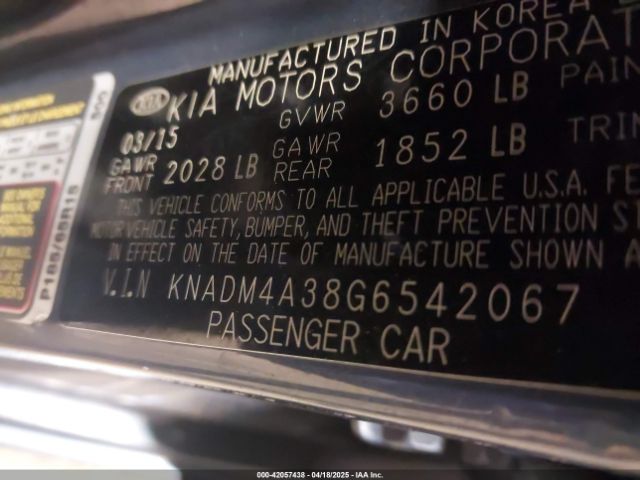 MANUFACTURED IN KOREA
KIA KIA MOTORS CORPORAT
03/15 GVWR 3660 LB PAIN
GAWR FRONT 2028 LB GAWR REAR 1852 LB TRIM
THIS VEHICLE CONFORMS TO ALL APPLICABLE U.S.A. FE
MOTOR VEHICLE SAFETY, BUMPER, AND THEFT PREVENTION ST
IN EFFECT ON THE DATE OF MANUFACTURE SHOWN A
V.I.N KNADM4A38G6542067
PASSENGER CAR
P185/65R15
000-42057438 - 04/18/2025 - IAA Inc.